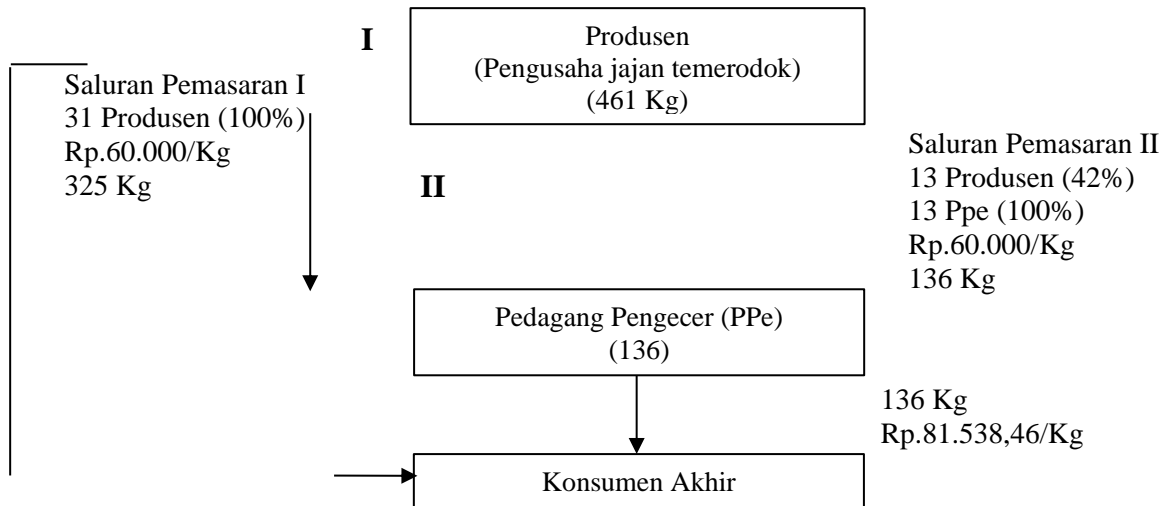 I
Produsen
(Pengusaha jajan temerodok)
(461 Kg)
Saluran Pemasaran I
31 Produsen (100%)
Rp.60.000/Kg
325 Kg
II
Saluran Pemasaran II
13 Produsen (42%)
13 Ppe (100%)
Rp.60.000/Kg
136 Kg
Pedagang Pengecer (PPe)
(136)
136 Kg
Rp.81.538,46/Kg
Konsumen Akhir